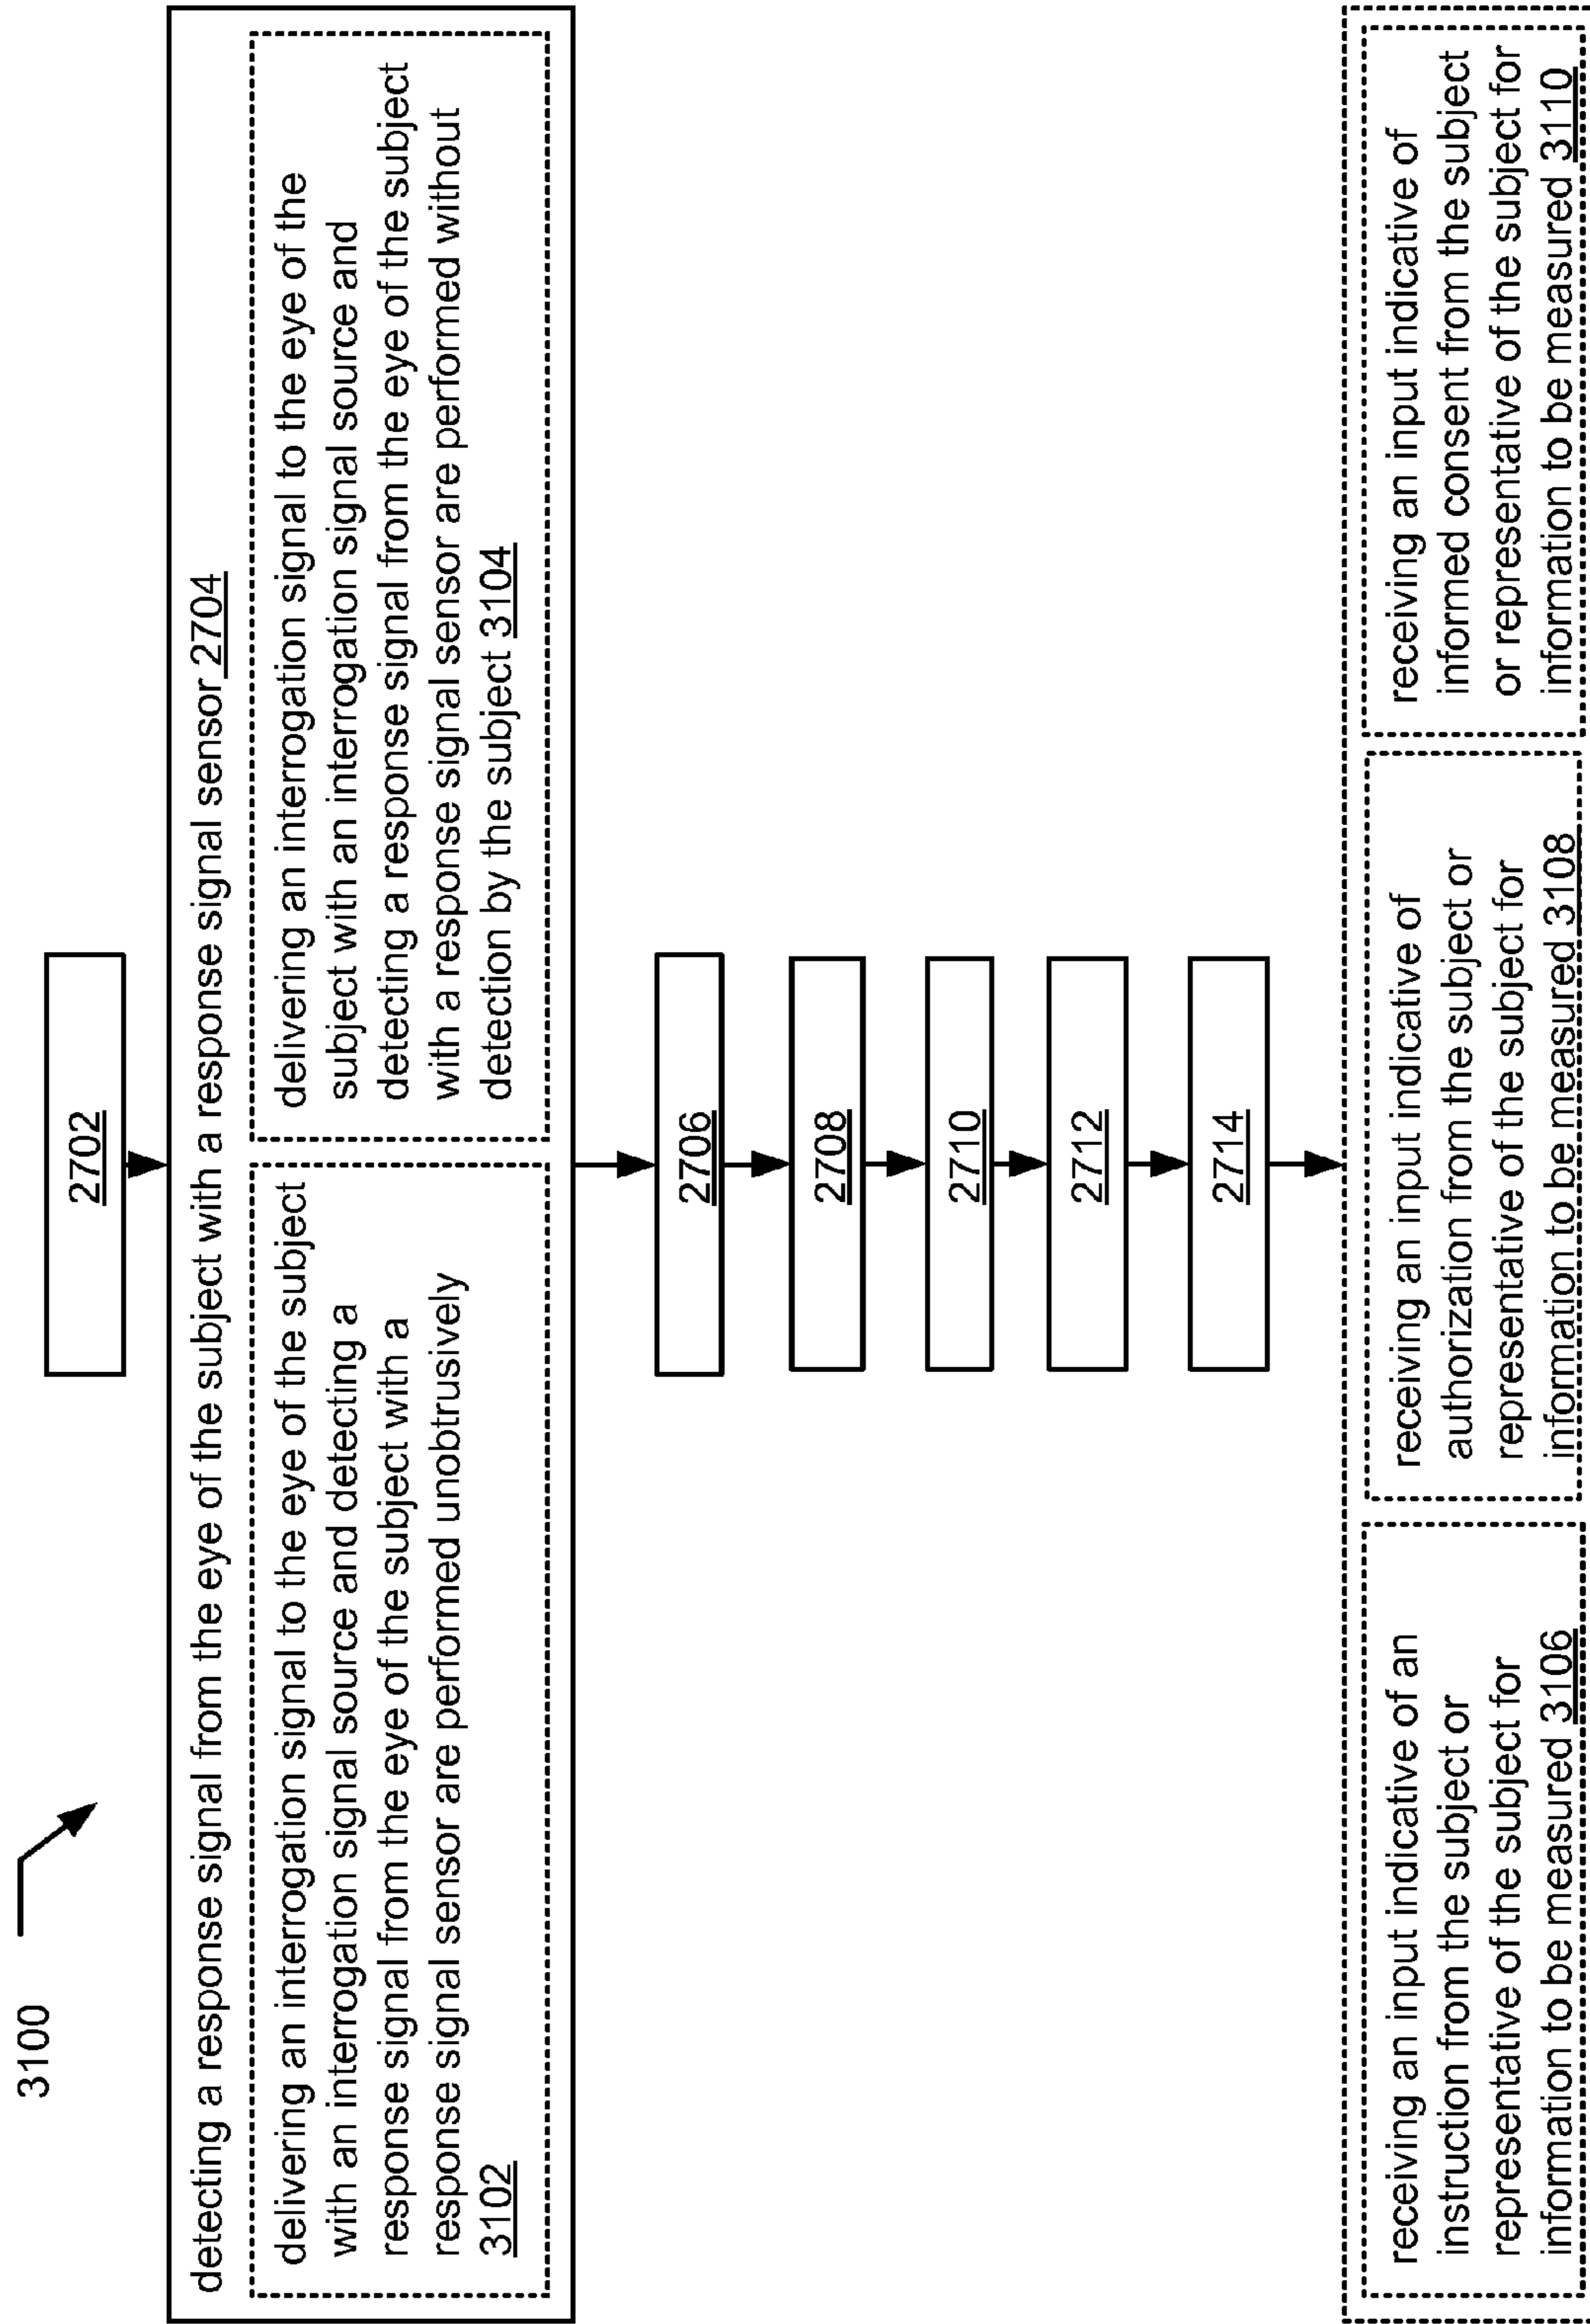 3100
2702
detecting a response signal from the eye of the subject with a response signal sensor 2704
delivering an interrogation signal to the eye of the subject
with an interrogation signal source and detecting a
response signal from the eye of the subject with a
response signal sensor are performed unobtrusively
3102
delivering an interrogation signal to the eye of the
subject with an interrogation signal source and
detecting a response signal from the eye of the subject
with a response signal sensor are performed without
detection by the subject 3104
2706
2708
2710
2712
2714
receiving an input indicative of an
instruction from the subject or
representative of the subject for
information to be measured 3106
receiving an input indicative of
authorization from the subject or
representative of the subject for
information to be measured 3108
receiving an input indicative of
informed consent from the subject
or representative of the subject for
information to be measured 3110